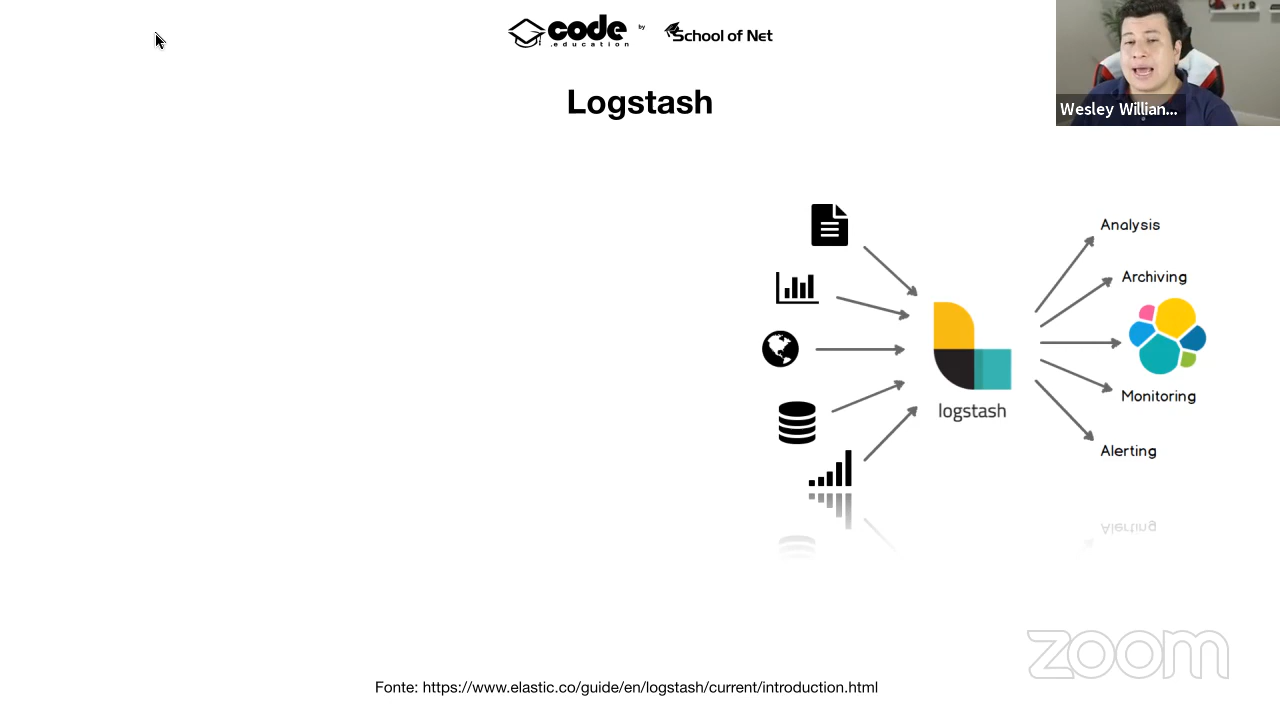 code
.education
by
School of Net
Wesley Willian...
Logstash
Analysis
Archiving
logstash
Monitoring
Alerting
Alerting
zoom
Fonte: https://www.elastic.co/guide/en/logstash/current/introduction.html